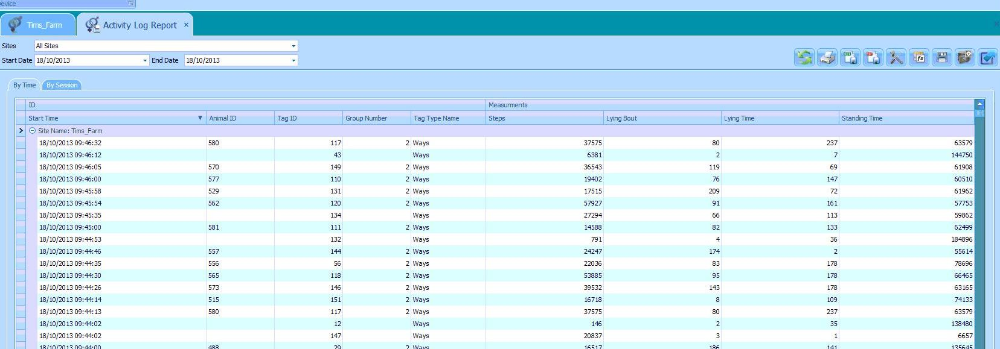 evice
Tims_Farm Activity Log Report ×
Sites All Sites
Start Date 18/10/2013 End Date 18/10/2013
By Time By Session
ID Measurments
Start Time Animal ID Tag ID Group Number Tag Type Name Steps Lying Bout Lying Time Standing Time
Site Name: Tims_Farm
18/10/2013 09:46:32 580 117 2 Ways 37575 80 237 63579
18/10/2013 09:46:12 43 Ways 6381 2 7 144750
18/10/2013 09:46:05 570 149 2 Ways 36543 119 69 61908
18/10/2013 09:46:00 577 110 2 Ways 19402 76 147 60510
18/10/2013 09:45:58 529 131 2 Ways 17515 209 72 61962
18/10/2013 09:45:54 562 120 2 Ways 57927 91 161 57753
18/10/2013 09:45:35 134 Ways 27294 66 113 59862
18/10/2013 09:45:00 581 111 2 Ways 14588 82 133 62499
18/10/2013 09:44:53 132 Ways 791 4 36 184896
18/10/2013 09:44:46 557 144 2 Ways 24247 174 2 55614
18/10/2013 09:44:35 556 56 2 Ways 22036 83 178 78696
18/10/2013 09:44:30 565 118 2 Ways 53885 95 178 66465
18/10/2013 09:44:26 573 146 2 Ways 39532 143 178 63165
18/10/2013 09:44:14 515 151 2 Ways 16718 8 109 74133
18/10/2013 09:44:13 580 117 2 Ways 37575 80 237 63579
18/10/2013 09:44:02 12 Ways 146 2 35 138480
18/10/2013 09:44:02 147 Ways 20837 3 1 6657
18/10/2013 09:44:00 488 29 2 Ways 16517 186 141 135645